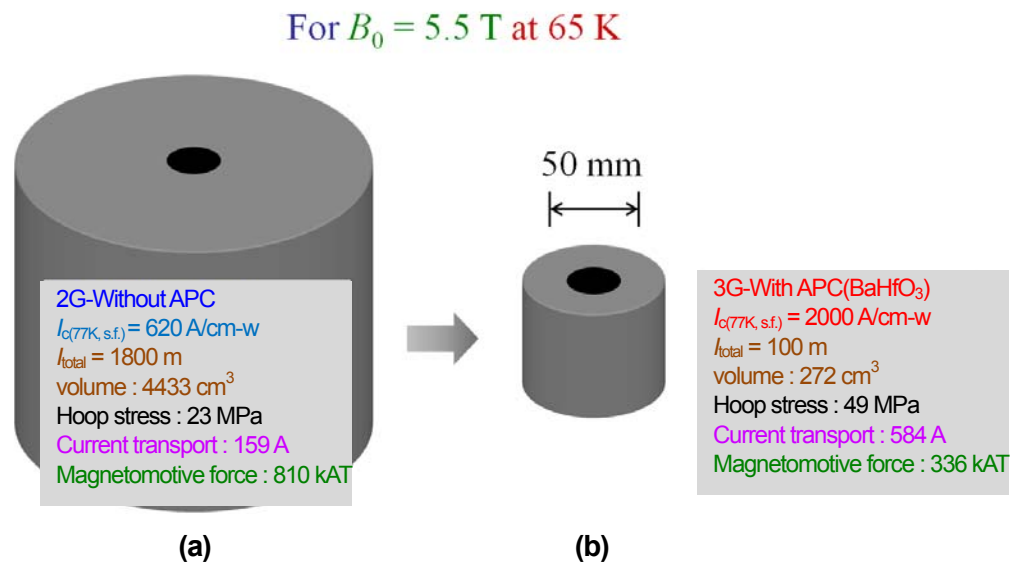 For B₀ = 5.5 T at 65 K
50 mm
2G-Without APC
Ic(77K, s.f.) = 620 A/cm-w
Itotal = 1800 m
volume : 4433 cm³
Hoop stress : 23 MPa
Current transport : 159 A
Magnetomotive force : 810 kAT
3G-With APC(BaHfO₃)
Ic(77K, s.f.) = 2000 A/cm-w
Itotal = 100 m
volume : 272 cm³
Hoop stress : 49 MPa
Current transport : 584 A
Magnetomotive force : 336 kAT
(a)
(b)